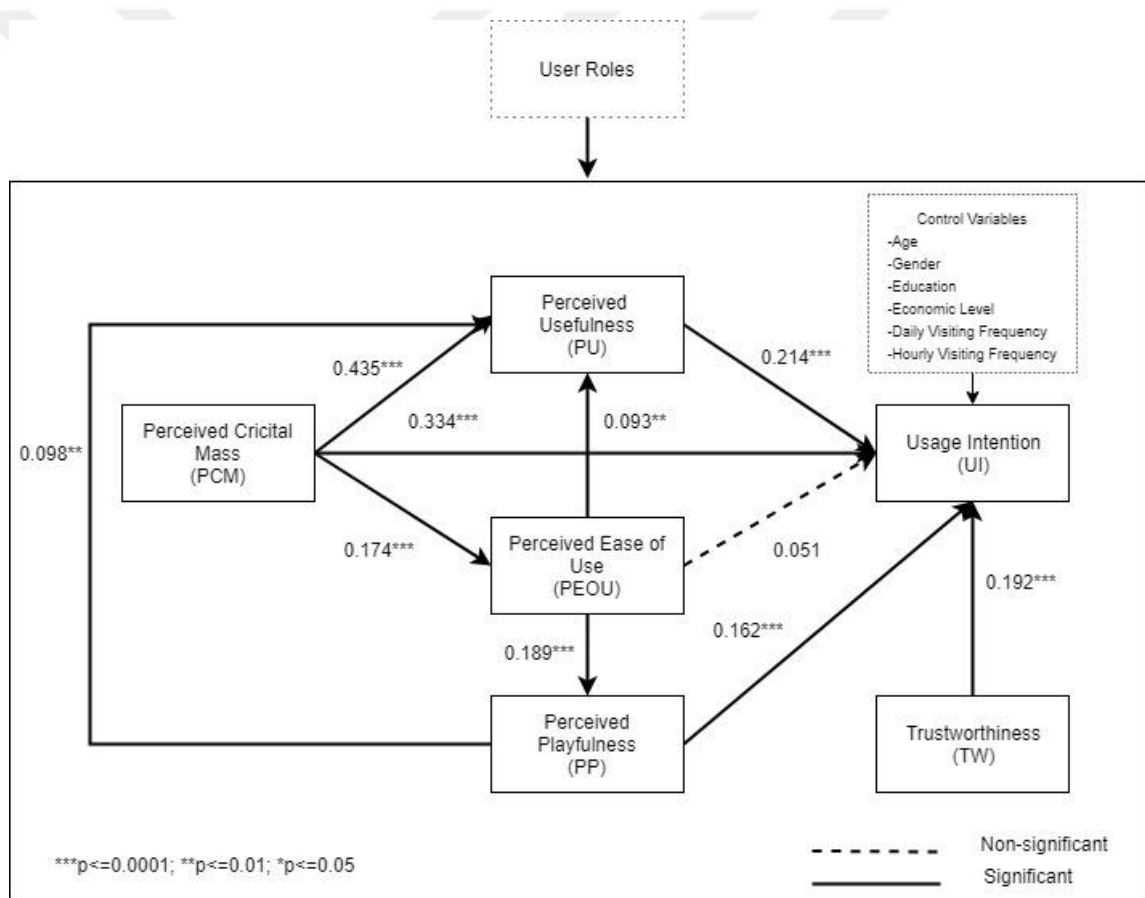 User Roles
Control Variables
-Age
-Gender
-Education
-Economic Level
-Daily Visiting Frequency
-Hourly Visiting Frequency
Perceived
Usefulness
(PU)
0.435***
0.214***
Perceived Cricital
Mass
(PCM)
0.334***
0.093**
Usage Intention
(UI)
0.098**
0.174***
Perceived Ease of
Use
(PEOU)
0.051
0.192***
0.189***
0.162***
Perceived
Playfulness
(PP)
Trustworthiness
(TW)
***p<=0.0001; **p<=0.01; *p<=0.05
Non-significant
Significant